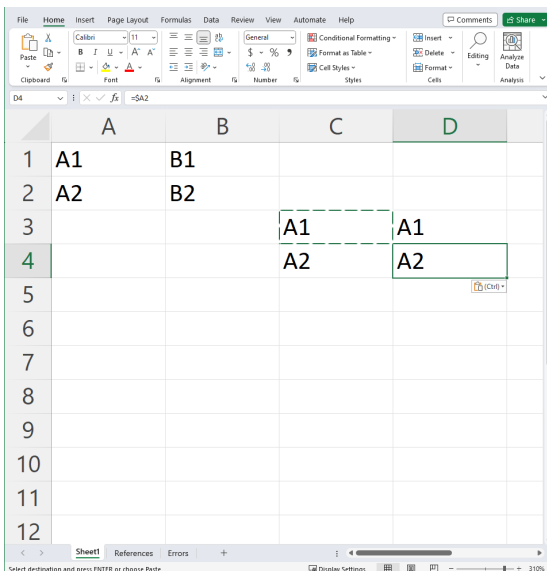 File Home Insert Page Layout Formulas Data Review View Automate Help Comments Share
Paste Calibri 11 General Conditional Formatting Insert Editing Analyze Data
B I U A A $ % 9 Format as Table Delete
Cell Styles Format
Clipboard Font Alignment Number Styles Cells Analysis
D4 fx =$A2
A B C D
1 A1 B1
2 A2 B2
3 A1 A1
4 A2 A2
5 (Ctrl)
6
7
8
9
10
11
12
Sheet1 References Errors +
Select destination and press ENTER or choose Paste Display Settings 310%